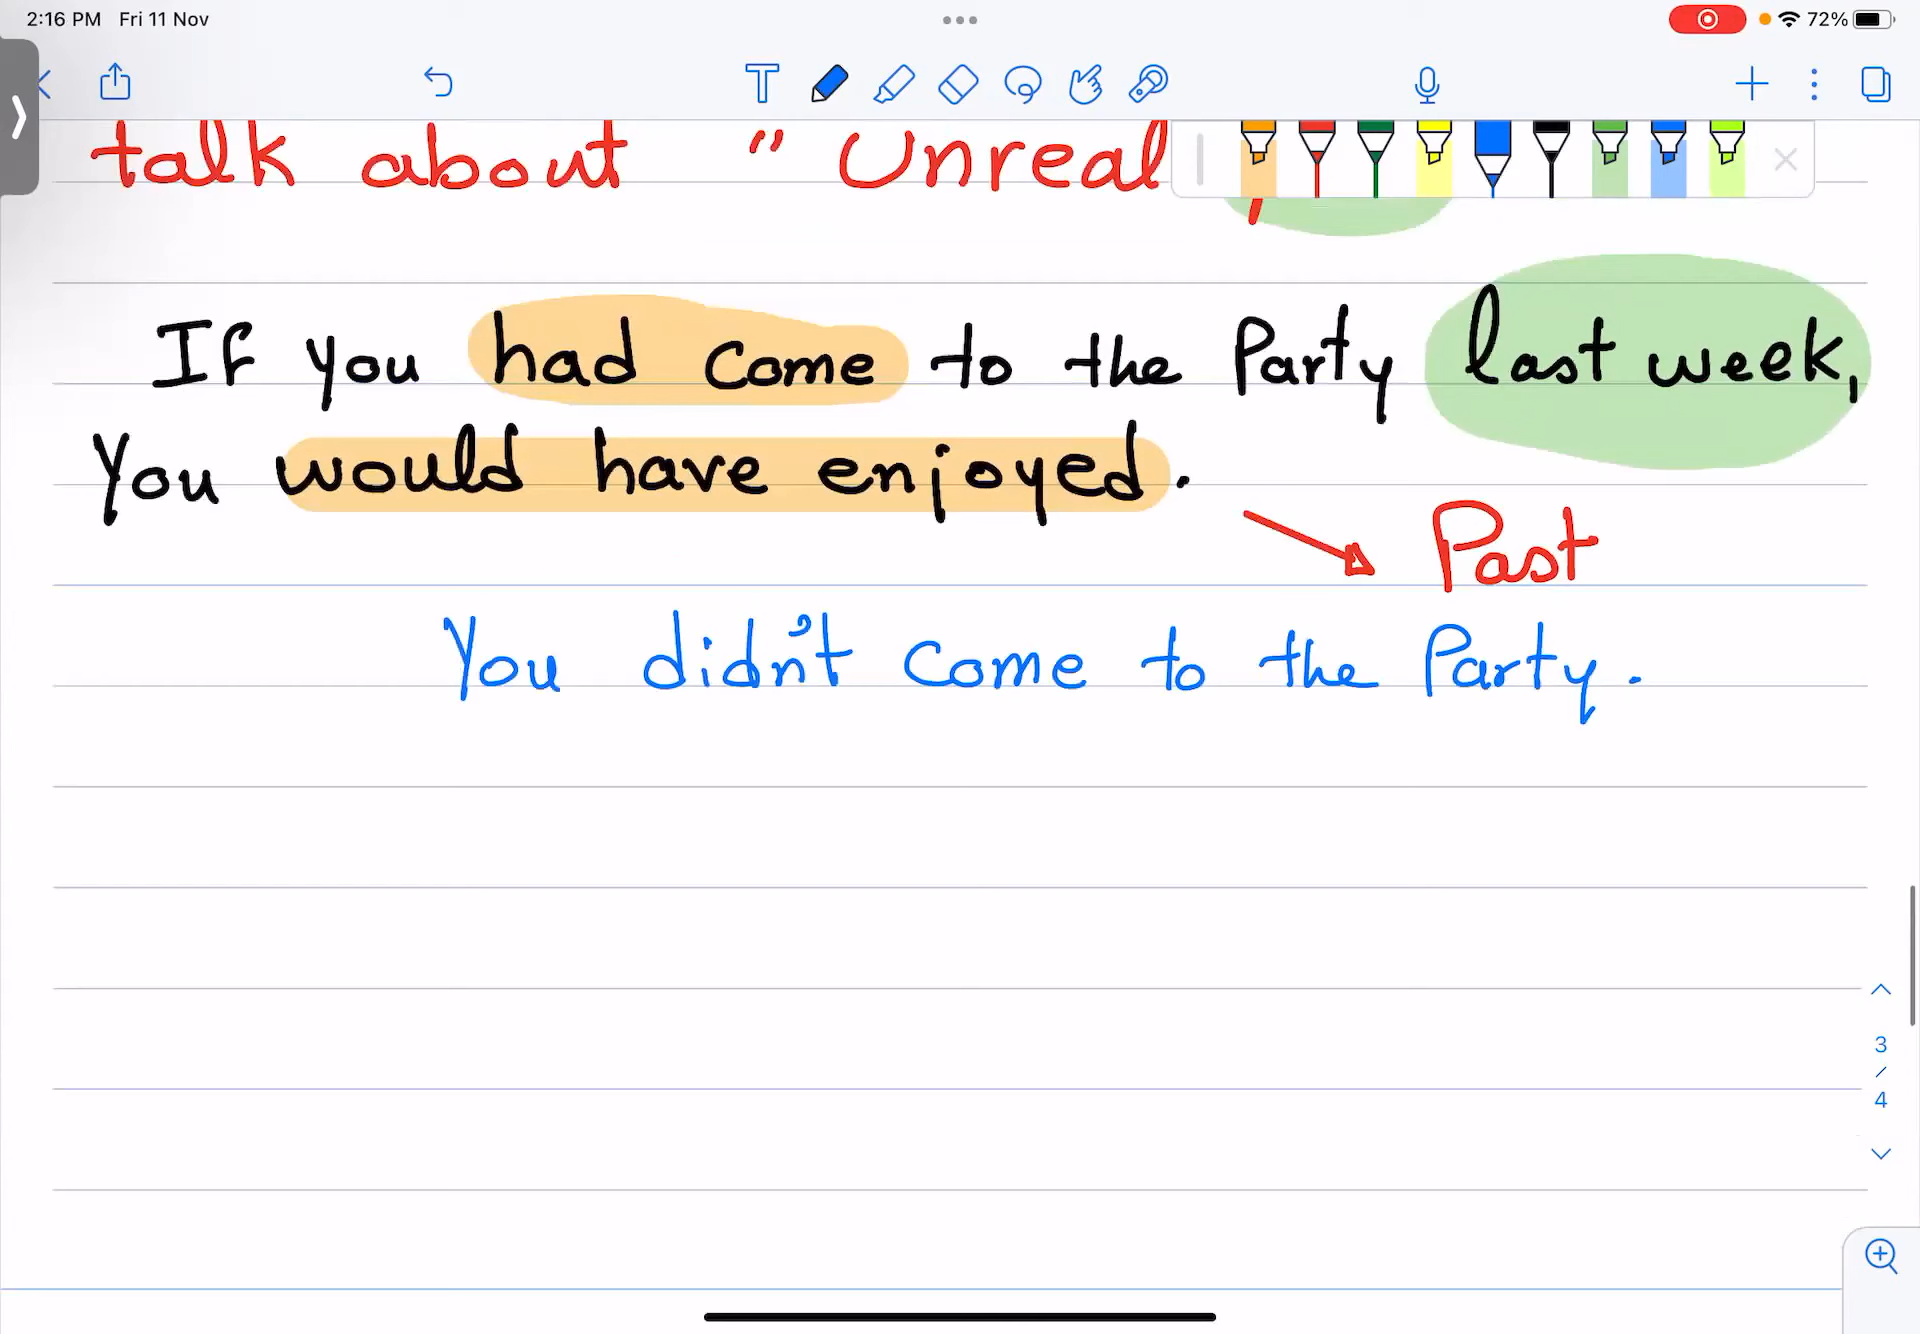 2:16 PM Fri 11 Nov
72%
talk about " Unreal
If you had come to the Party last week,
You would have enjoyed.
Past
You didn't come to the Party.
3
/
4